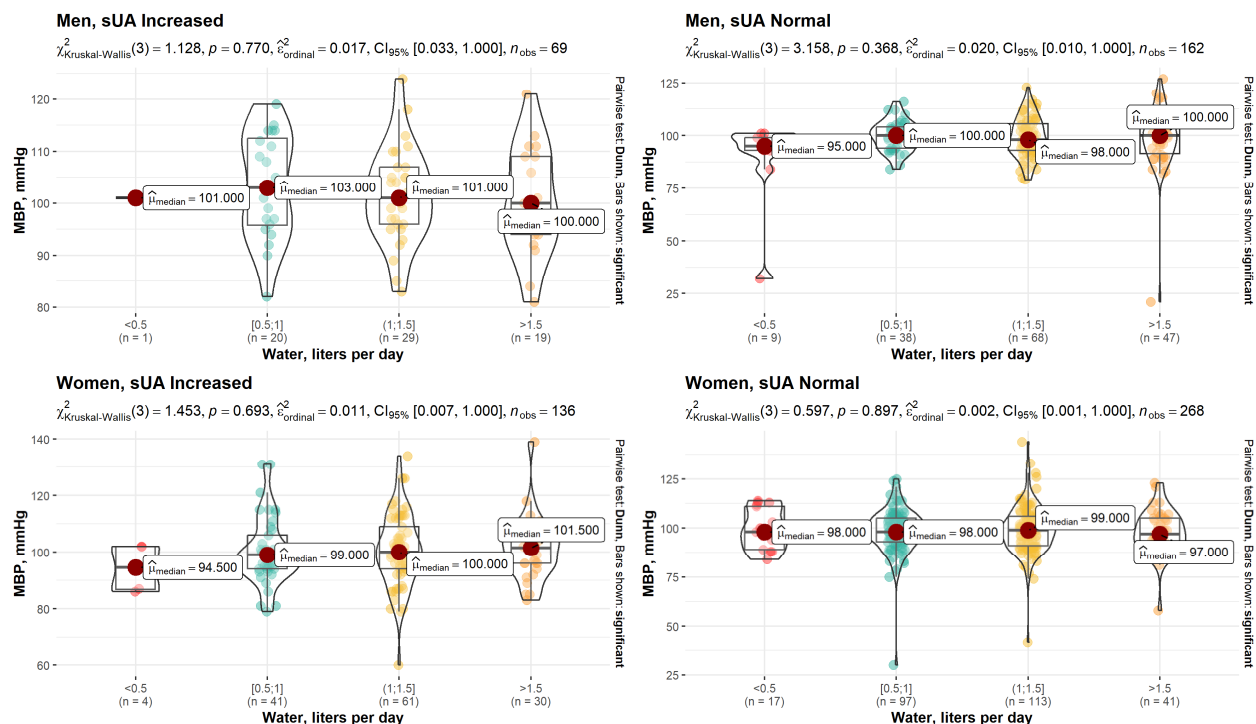 Men, sUA Increased
χ²Kruskal-Wallis(3) = 1.128, p = 0.770, ε̂²ordinal = 0.017, CI95% [0.033, 1.000], nobs = 69
MBP, mmHg
120
110
100
90
80
μ̂median = 101.000
μ̂median = 103.000
μ̂median = 101.000
μ̂median = 100.000
<0.5 [0.5;1] (1;1.5] >1.5
(n = 1) (n = 20) (n = 29) (n = 19)
Water, liters per day
Pairwise test: Dunn, Bars shown: significant
Men, sUA Normal
χ²Kruskal-Wallis(3) = 3.158, p = 0.368, ε̂²ordinal = 0.020, CI95% [0.010, 1.000], nobs = 162
MBP, mmHg
125
100
75
50
25
μ̂median = 95.000
μ̂median = 100.000
μ̂median = 98.000
μ̂median = 100.000
<0.5 [0.5;1] (1;1.5] >1.5
(n = 9) (n = 38) (n = 68) (n = 47)
Water, liters per day
Pairwise test: Dunn, Bars shown: significant
Women, sUA Increased
χ²Kruskal-Wallis(3) = 1.453, p = 0.693, ε̂²ordinal = 0.011, CI95% [0.007, 1.000], nobs = 136
MBP, mmHg
140
120
100
80
60
μ̂median = 94.500
μ̂median = 99.000
μ̂median = 100.000
μ̂median = 101.500
<0.5 [0.5;1] (1;1.5] >1.5
(n = 4) (n = 41) (n = 61) (n = 30)
Water, liters per day
Pairwise test: Dunn, Bars shown: significant
Women, sUA Normal
χ²Kruskal-Wallis(3) = 0.597, p = 0.897, ε̂²ordinal = 0.002, CI95% [0.001, 1.000], nobs = 268
MBP, mmHg
125
100
75
50
25
μ̂median = 98.000
μ̂median = 98.000
μ̂median = 99.000
μ̂median = 97.000
<0.5 [0.5;1] (1;1.5] >1.5
(n = 17) (n = 97) (n = 113) (n = 41)
Water, liters per day
Pairwise test: Dunn, Bars shown: significant